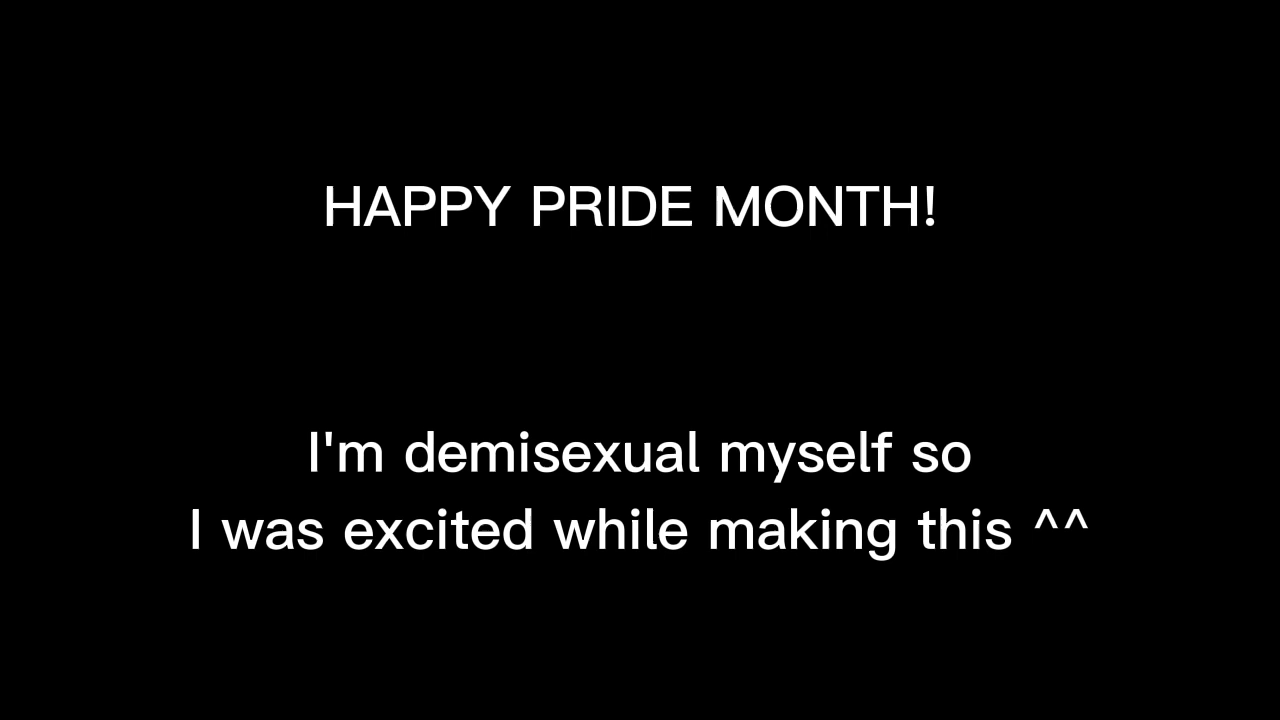 HAPPY PRIDE MONTH!
I'm demisexual myself so
I was excited while making this ^^